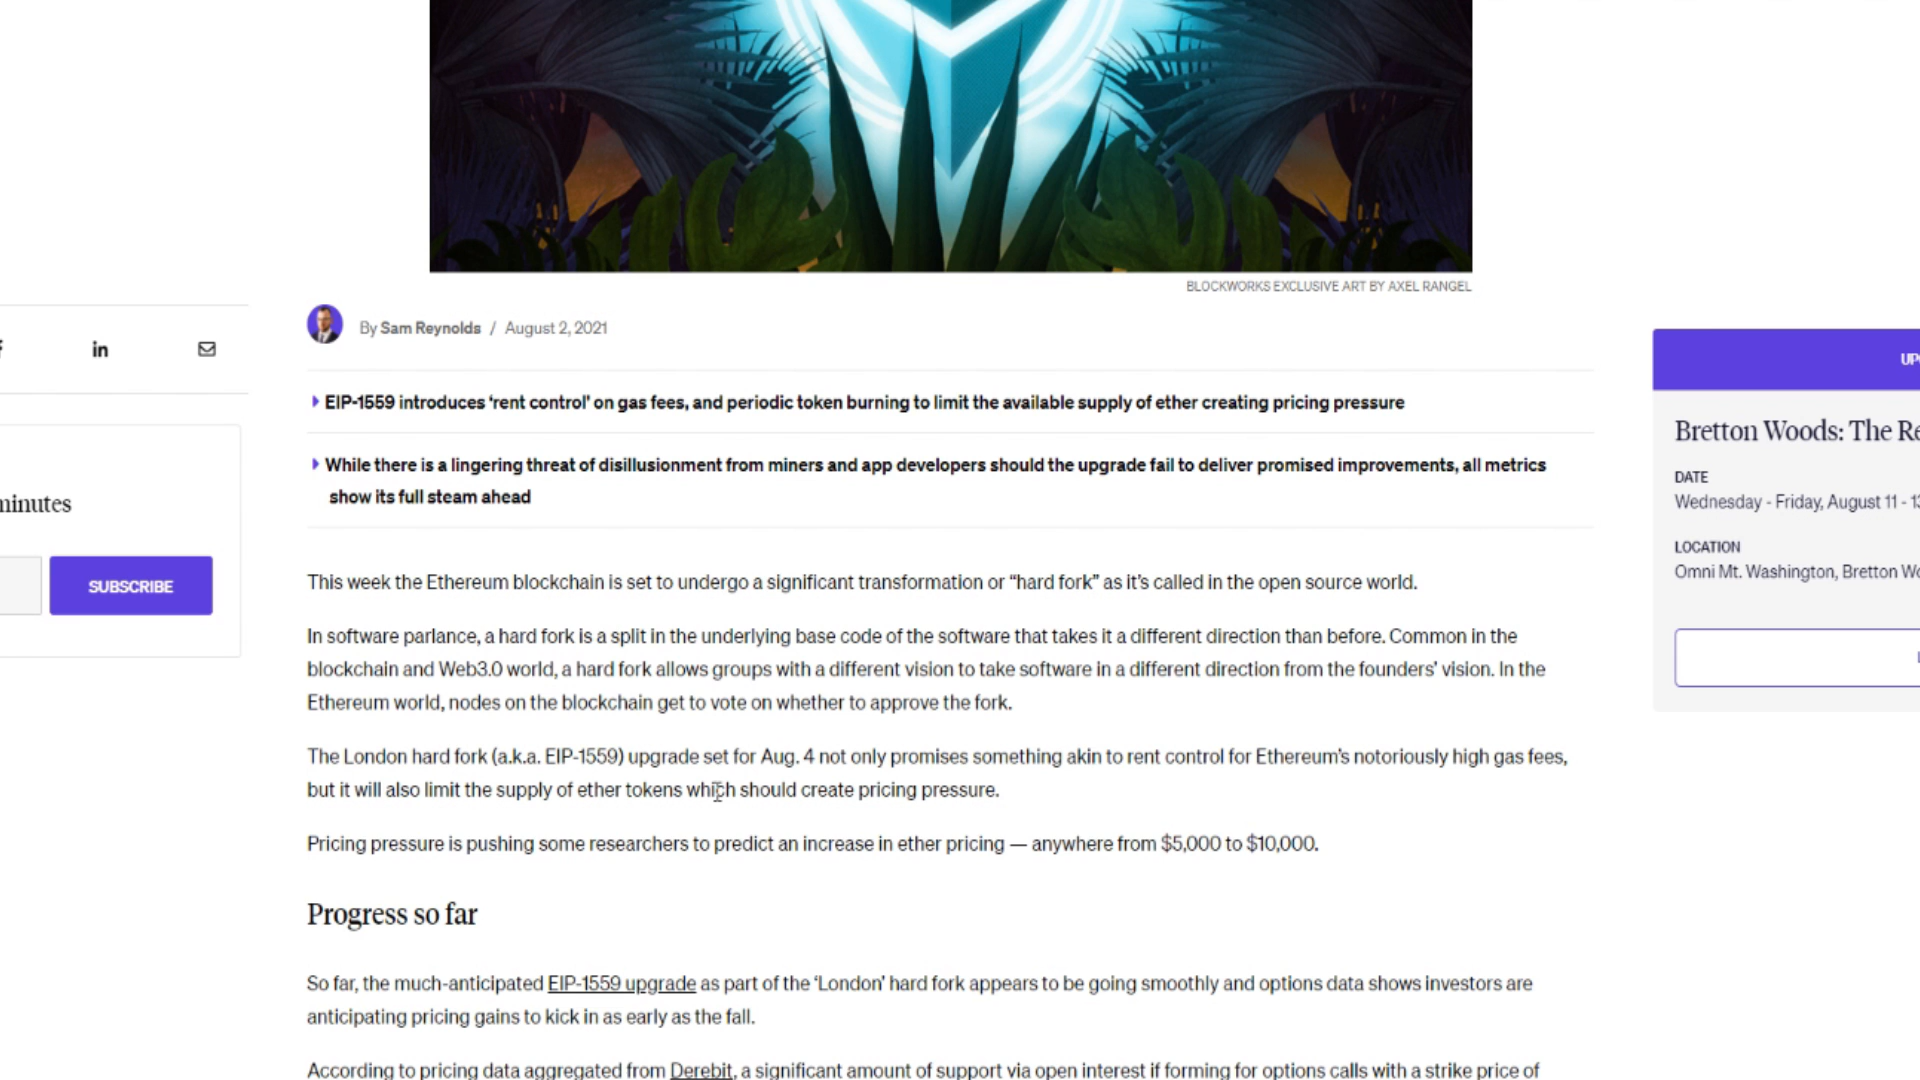 BLOCKWORKS EXCLUSIVE ART BY AXEL RANGEL
By Sam Reynolds / August 2, 2021
in
EIP-1559 introduces ‘rent control’ on gas fees, and periodic token burning to limit the available supply of ether creating pricing pressure
While there is a lingering threat of disillusionment from miners and app developers should the upgrade fail to deliver promised improvements, all metrics
show its full steam ahead
minutes
SUBSCRIBE
This week the Ethereum blockchain is set to undergo a significant transformation or “hard fork” as it’s called in the open source world.
In software parlance, a hard fork is a split in the underlying base code of the software that takes it a different direction than before. Common in the
blockchain and Web3.0 world, a hard fork allows groups with a different vision to take software in a different direction from the founders’ vision. In the
Ethereum world, nodes on the blockchain get to vote on whether to approve the fork.
The London hard fork (a.k.a. EIP-1559) upgrade set for Aug. 4 not only promises something akin to rent control for Ethereum’s notoriously high gas fees,
but it will also limit the supply of ether tokens which should create pricing pressure.
Pricing pressure is pushing some researchers to predict an increase in ether pricing — anywhere from $5,000 to $10,000.
Progress so far
So far, the much-anticipated EIP-1559 upgrade as part of the ‘London’ hard fork appears to be going smoothly and options data shows investors are
anticipating pricing gains to kick in as early as the fall.
According to pricing data aggregated from Derebit, a significant amount of support via open interest if forming for options calls with a strike price of
UP
Bretton Woods: The Re
DATE
Wednesday - Friday, August 11 - 13
LOCATION
Omni Mt. Washington, Bretton Wo